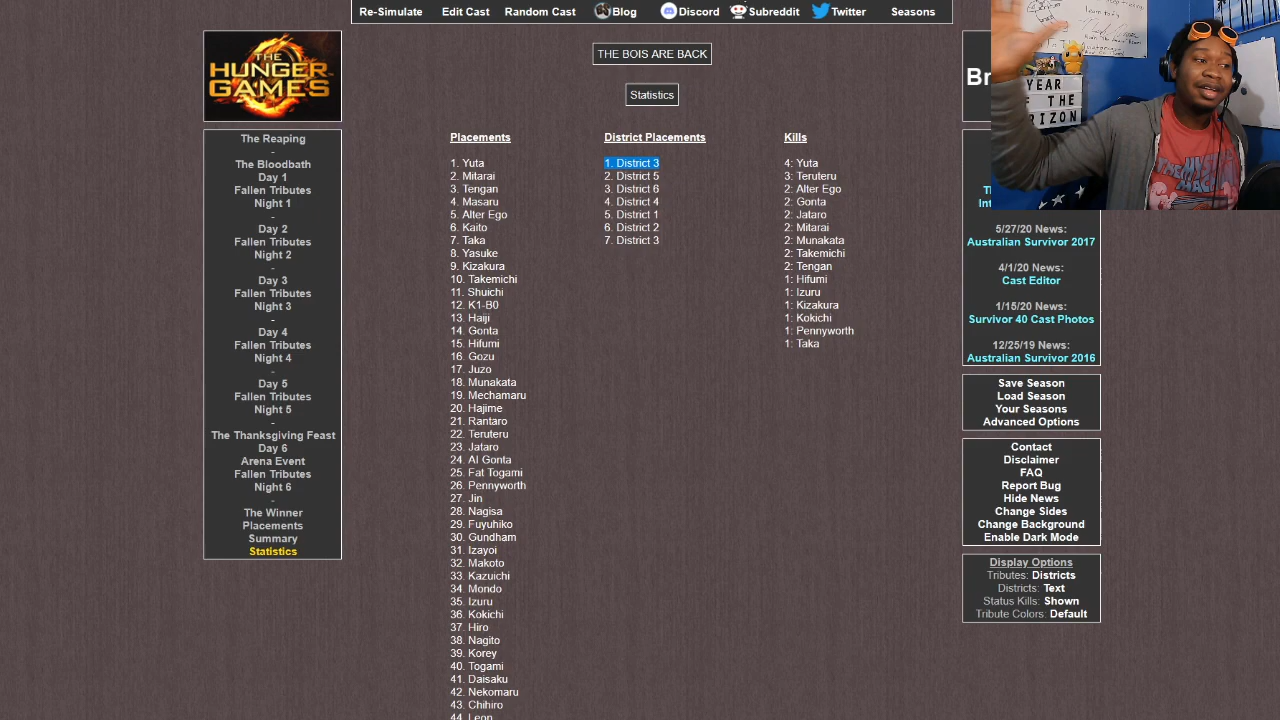 Re-Simulate Edit Cast Random Cast Blog Discord Subreddit Twitter Seasons
THE HUNGER GAMES
THE BOIS ARE BACK
Statistics
The Reaping
-
The Bloodbath
Day 1
Fallen Tributes
Night 1
-
Day 2
Fallen Tributes
Night 2
-
Day 3
Fallen Tributes
Night 3
-
Day 4
Fallen Tributes
Night 4
-
Day 5
Fallen Tributes
Night 5
-
The Thanksgiving Feast
Day 6
Arena Event
Fallen Tributes
Night 6
-
The Winner
Placements
Summary
Statistics
Placements
1. Yuta
2. Mitarai
3. Tengan
4. Masaru
5. Alter Ego
6. Kaito
7. Taka
8. Yasuke
9. Kizakura
10. Takemichi
11. Shuichi
12. K1-B0
13. Haiji
14. Gonta
15. Hifumi
16. Gozu
17. Juzo
18. Munakata
19. Mechamaru
20. Hajime
21. Rantaro
22. Teruteru
23. Jataro
24. AI Gonta
25. Fat Togami
26. Pennyworth
27. Jin
28. Nagisa
29. Fuyuhiko
30. Gundham
31. Izayoi
32. Makoto
33. Kazuichi
34. Mondo
35. Izuru
36. Kokichi
37. Hiro
38. Nagito
39. Korey
40. Togami
41. Daisaku
42. Nekomaru
43. Chihiro
44. Leon
District Placements
1. District 3
2. District 5
3. District 6
4. District 4
5. District 1
6. District 2
7. District 3
Kills
4: Yuta
3: Teruteru
2: Alter Ego
2: Gonta
2: Jataro
2: Mitarai
2: Munakata
2: Takemichi
2: Tengan
1: Hifumi
1: Izuru
1: Kizakura
1: Kokichi
1: Pennyworth
1: Taka
Br
YEAR
OF THE
RIZON
THE MYSTE
MACH
Th
Int
5/27/20 News:
Australian Survivor 2017
4/1/20 News:
Cast Editor
1/15/20 News:
Survivor 40 Cast Photos
12/25/19 News:
Australian Survivor 2016
Save Season
Load Season
Your Seasons
Advanced Options
Contact
Disclaimer
FAQ
Report Bug
Hide News
Change Sides
Change Background
Enable Dark Mode
Display Options
Tributes: Districts
Districts: Text
Status Kills: Shown
Tribute Colors: Default